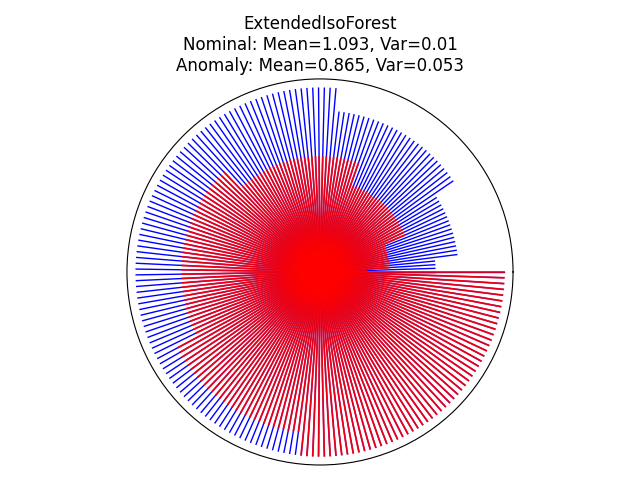 ExtendedIsoForest
Nominal: Mean=1.093, Var=0.01
Anomaly: Mean=0.865, Var=0.053